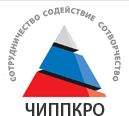 СОТРУДНИЧЕСТВО СОДЕЙСТВИЕ СОТВОРЧЕСТВО
ЧИППКРО